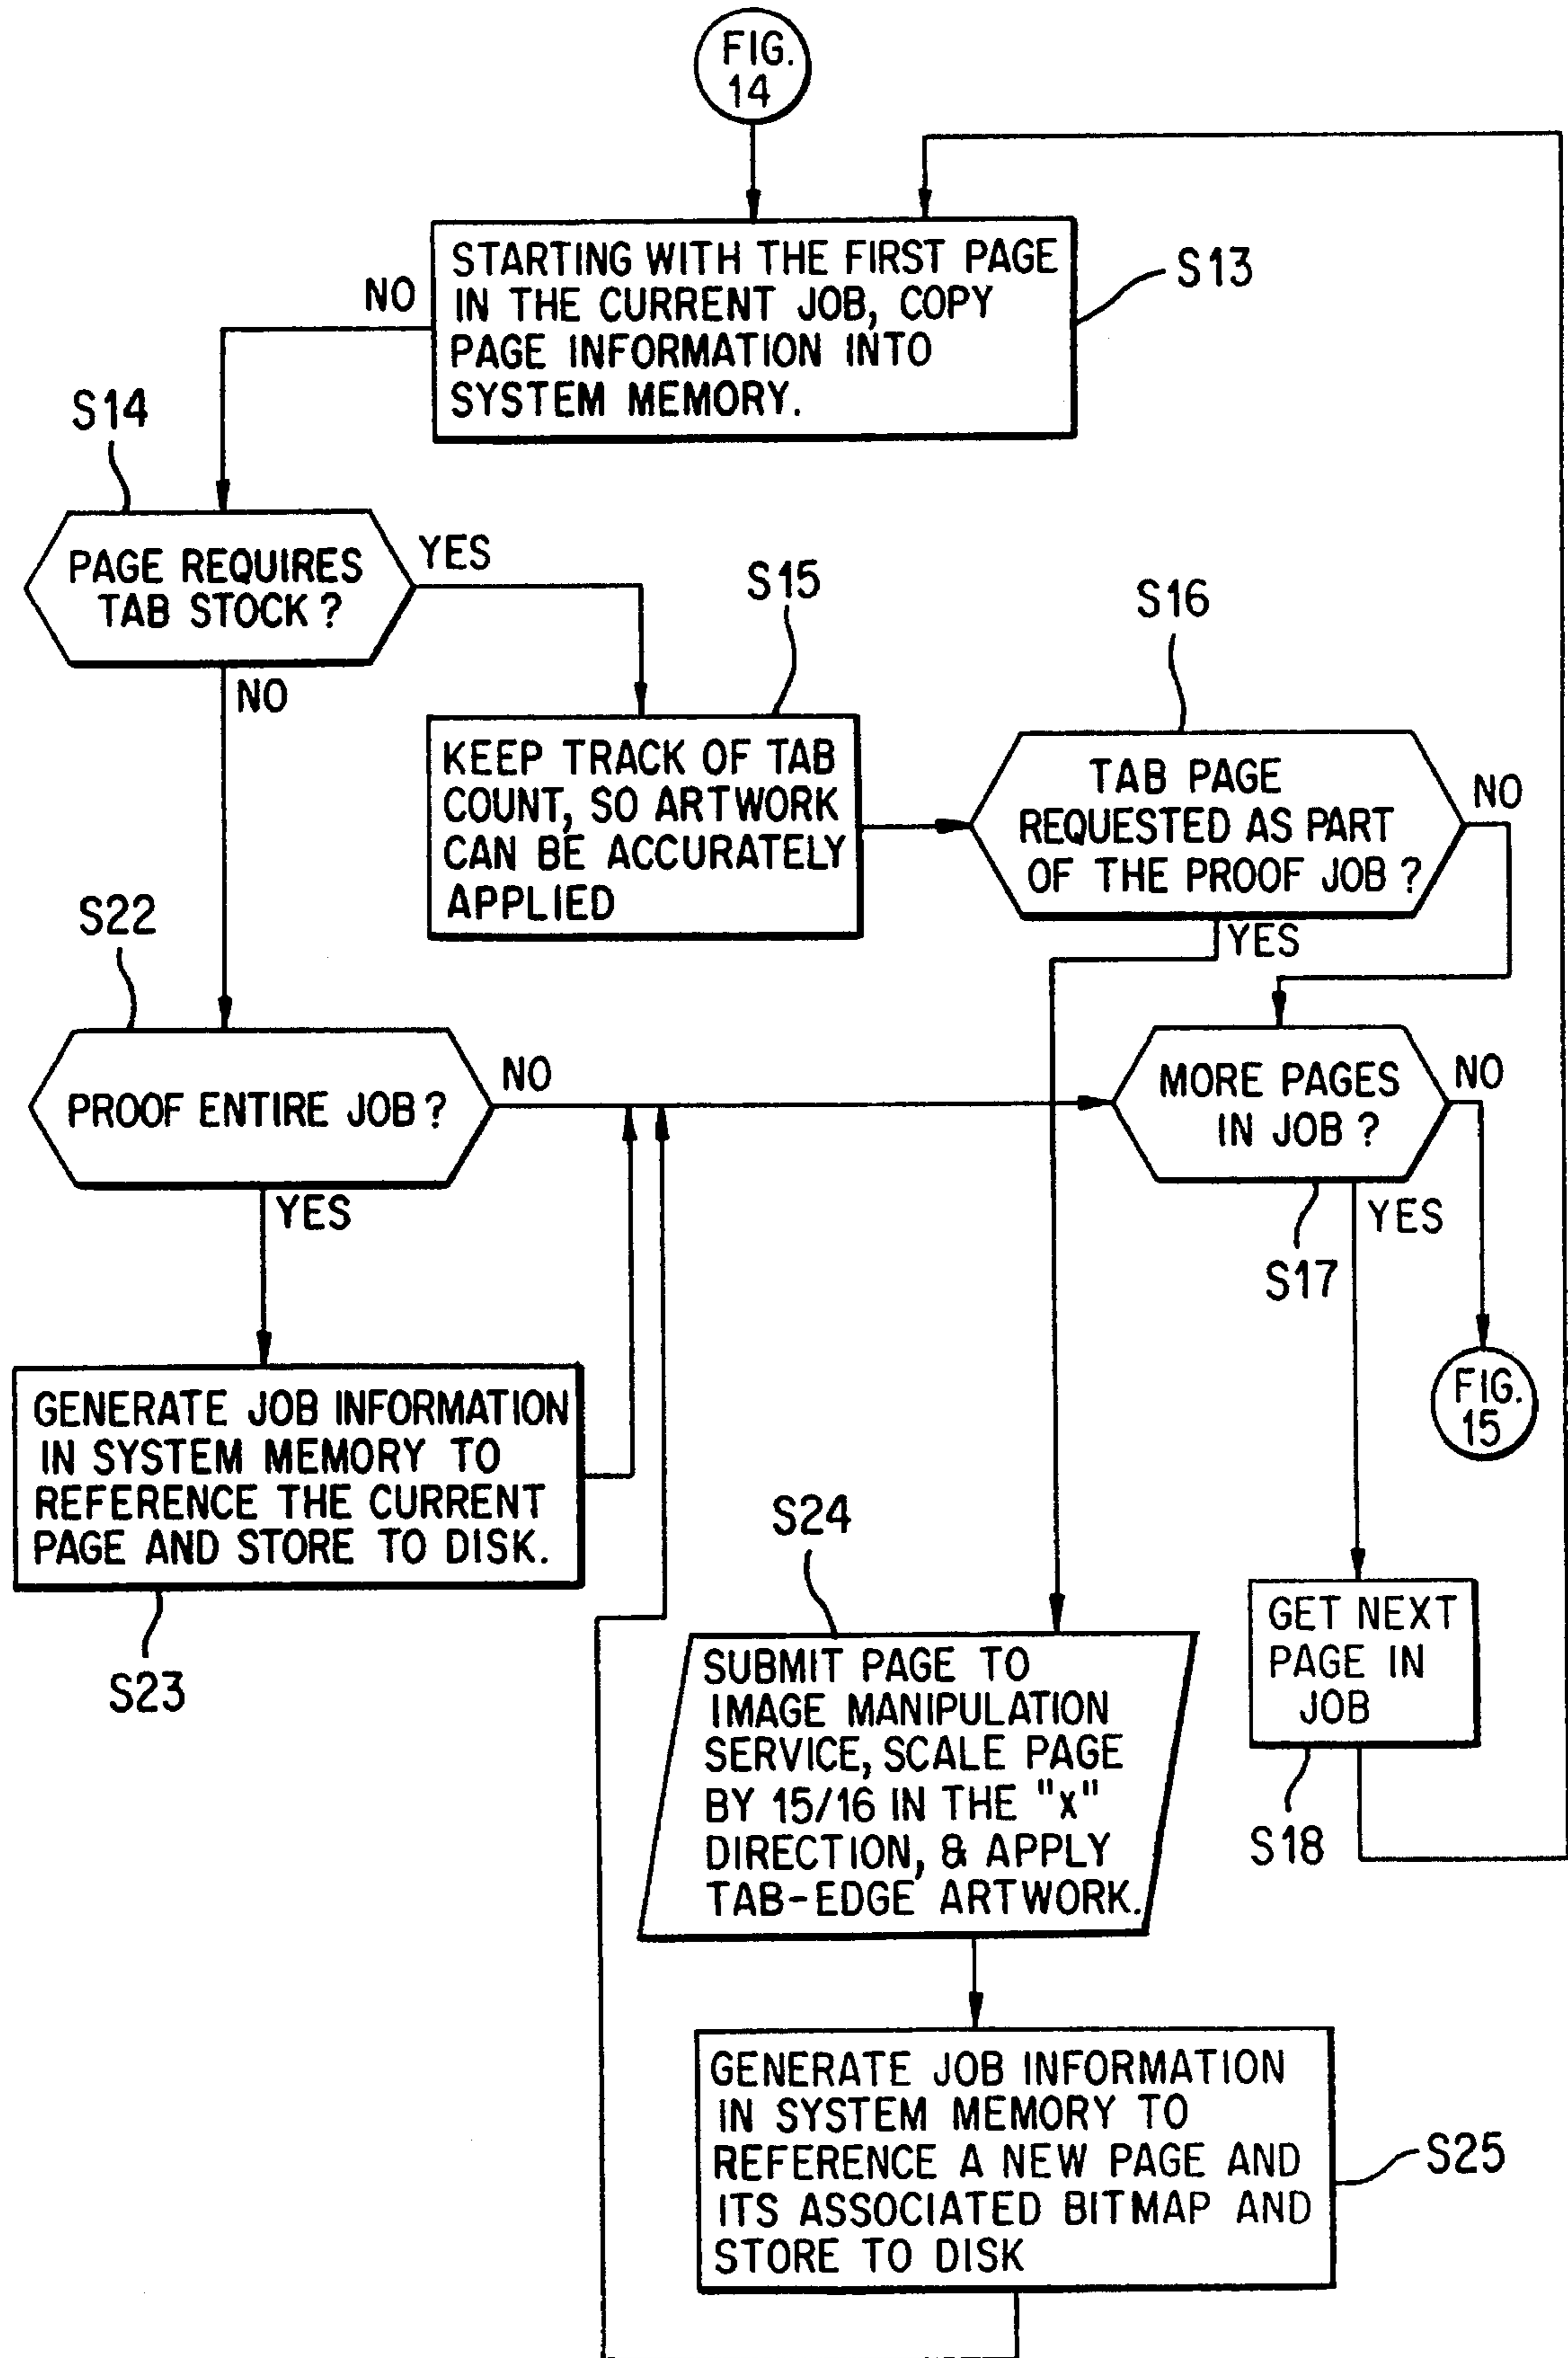 FIG.
14
STARTING WITH THE FIRST PAGE
IN THE CURRENT JOB, COPY
PAGE INFORMATION INTO
SYSTEM MEMORY.
S13
NO
S14
PAGE REQUIRES
TAB STOCK?
YES
NO
S15
KEEP TRACK OF TAB
COUNT, SO ARTWORK
CAN BE ACCURATELY
APPLIED
S16
TAB PAGE
REQUESTED AS PART
OF THE PROOF JOB?
NO
YES
S22
PROOF ENTIRE JOB?
NO
YES
MORE PAGES
IN JOB?
NO
YES
S17
FIG.
15
GENERATE JOB INFORMATION
IN SYSTEM MEMORY TO
REFERENCE THE CURRENT
PAGE AND STORE TO DISK.
S23
S24
SUBMIT PAGE TO
IMAGE MANIPULATION
SERVICE, SCALE PAGE
BY 15/16 IN THE "X"
DIRECTION, & APPLY
TAB-EDGE ARTWORK.
GET NEXT
PAGE IN
JOB
S18
GENERATE JOB INFORMATION
IN SYSTEM MEMORY TO
REFERENCE A NEW PAGE AND
ITS ASSOCIATED BITMAP AND
STORE TO DISK
S25